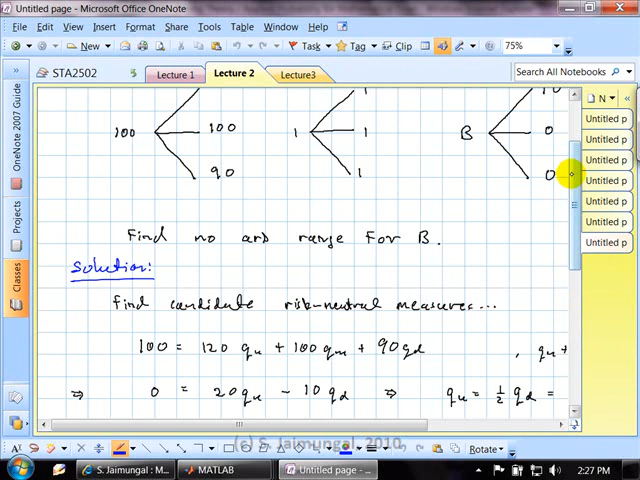 Untitled page - Microsoft Office OneNote
File Edit View Insert Format Table Window Help
New Task Tag Clip 75%
STA2502 Lecture 1 Lecture 2 Lecture3 Search All Notebooks
OneNote 2007 Guide
Projects
Classes
N
Untitled p
Untitled p
Untitled p
Untitled p
Untitled p
Untitled p
Untitled p
1 10
100 100 1 1 B 0
90 1 0
Find no arb range for B.
Solution:
Find candidate risk-neutral measures...
100 = 120 qu + 100 qm + 90 qd , qu +
⇒ 0 = 20 qu - 10 qd ⇒ qu = 1/2 qd =
(c) S. Jaimungal, 2010
Rotate
S. Jaimungal : M... MATLAB Untitled page - ... 2:27 PM